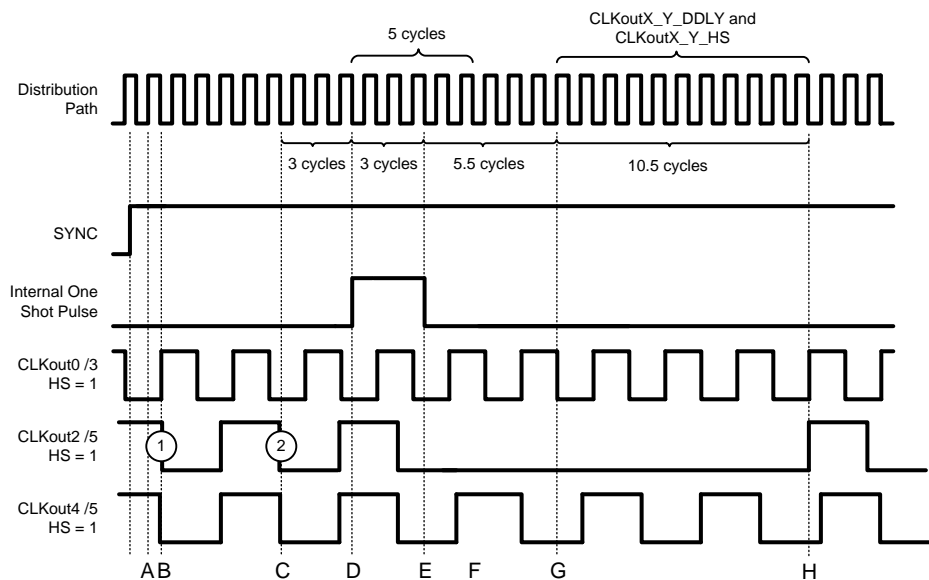 CLKoutX_Y_DDLY and
CLKoutX_Y_HS
5 cycles
Distribution
Path
3 cycles
3 cycles
5.5 cycles
10.5 cycles
SYNC
Internal One
Shot Pulse
CLKout0 /3
HS = 1
CLKout2 /5
HS = 1
1
2
CLKout4 /5
HS = 1
A B C D E F G H